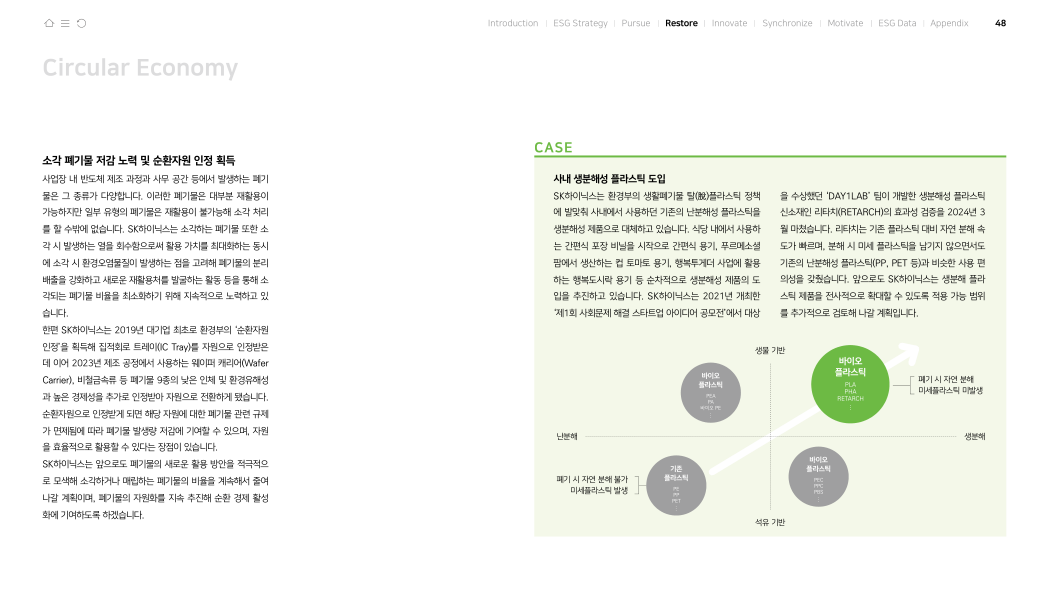 Introduction | ESG Strategy | Pursue | Restore | Innovate | Synchronize | Motivate | ESG Data | Appendix 48
Circular Economy
소각 폐기물 저감 노력 및 순환자원 인정 획득
사업장 내 반도체 제조 과정과 사무 공간 등에서 발생하는 폐기
물은 그 종류가 다양합니다. 이러한 폐기물은 대부분 재활용이
가능하지만 일부 유형의 폐기물은 재활용이 불가능해 소각 처리
를 할 수밖에 없습니다. SK하이닉스는 소각하는 폐기물 또한 소
각 시 발생하는 열을 회수함으로써 활용 가치를 최대화하는 동시
에 소각 시 환경오염물질이 발생하는 점을 고려해 폐기물의 분리
배출을 강화하고 새로운 재활용처를 발굴하는 활동 등을 통해 소
각되는 폐기물 비율을 최소화하기 위해 지속적으로 노력하고 있
습니다.
한편 SK하이닉스는 2019년 대기업 최초로 환경부의 ‘순환자원
인정’을 획득해 집적회로 트레이(IC Tray)를 자원으로 인정받은
데 이어 2023년 제조 공정에서 사용하는 웨이퍼 캐리어(Wafer
Carrier), 비철금속류 등 폐기물 9종의 낮은 인체 및 환경유해성
과 높은 경제성을 추가로 인정받아 자원으로 전환하게 됐습니다.
순환자원으로 인정받게 되면 해당 자원에 대한 폐기물 관련 규제
가 면제됨에 따라 폐기물 발생량 저감에 기여할 수 있으며, 자원
을 효율적으로 활용할 수 있다는 장점이 있습니다.
SK하이닉스는 앞으로도 폐기물의 새로운 활용 방안을 적극적으
로 모색해 소각하거나 매립하는 폐기물의 비율을 계속해서 줄여
나갈 계획이며, 폐기물의 자원화를 지속 추진해 순환 경제 활성
화에 기여하도록 하겠습니다.
CASE
사내 생분해성 플라스틱 도입
SK하이닉스는 환경부의 생활폐기물 탈(脫)플라스틱 정책
에 발맞춰 사내에서 사용하던 기존의 난분해성 플라스틱을
생분해성 제품으로 대체하고 있습니다. 식당 내에서 사용하
는 간편식 포장 비닐을 시작으로 간편식 용기, 푸르메소셜
팜에서 생산하는 컵 토마토 용기, 행복투게더 사업에 활용
하는 행복도시락 용기 등 순차적으로 생분해성 제품의 도
입을 추진하고 있습니다. SK하이닉스는 2021년 개최한
‘제1회 사회문제 해결 스타트업 아이디어 공모전’에서 대상
을 수상했던 ‘DAY1LAB’ 팀이 개발한 생분해성 플라스틱
신소재인 리타치(RETARCH)의 효과성 검증을 2024년 3
월 마쳤습니다. 리타치는 기존 플라스틱 대비 자연 분해 속
도가 빠르며, 분해 시 미세 플라스틱을 남기지 않으면서도
기존의 난분해성 플라스틱(PP, PET 등)과 비슷한 사용 편
의성을 갖췄습니다. 앞으로도 SK하이닉스는 생분해 플라
스틱 제품을 전사적으로 확대할 수 있도록 적용 가능 범위
를 추가적으로 검토해 나갈 계획입니다.
생물 기반
바이오
플라스틱
PEA
PA
바이오 PE
⋮
바이오
플라스틱
PLA
PHA
RETARCH
⋮
폐기 시 자연 분해
미세플라스틱 미발생
난분해
생분해
폐기 시 자연 분해 불가
미세플라스틱 발생
기존
플라스틱
PE
PP
PET
⋮
바이오
플라스틱
PEC
PPC
PBS
⋮
석유 기반